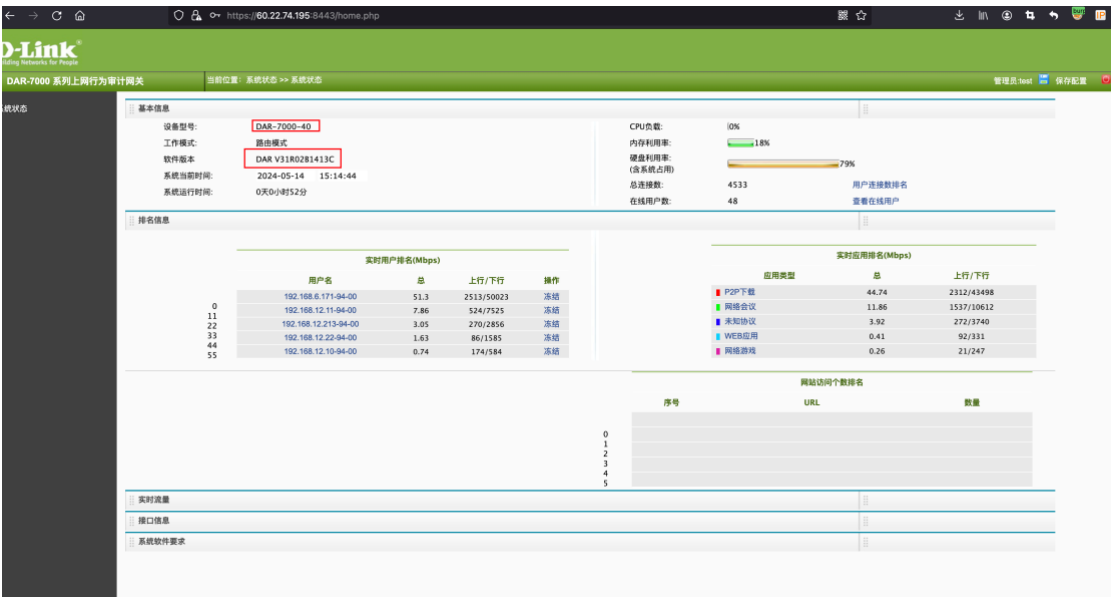 https://60.22.74.195:8443/home.php
D-Link
Building Networks for People
DAR-7000 系列上网行为审计网关
当前位置：系统状态 >> 系统状态
管理员:test 保存配置
系统状态
基本信息
设备型号: DAR-7000-40
工作模式: 路由模式
软件版本 DAR V31R0281413C
系统当前时间: 2024-05-14 15:14:44
系统运行时间: 0天0小时52分
CPU负载: 0%
内存利用率: 18%
硬盘利用率: 79%
(含系统占用)
总连接数: 4533 用户连接数排名
在线用户数: 48 查看在线用户
排名信息
实时用户排名(Mbps)
用户名 总 上行/下行 操作
192.168.6.171-94-00 51.3 2513/50023 冻结
192.168.12.11-94-00 7.86 524/7525 冻结
192.168.12.213-94-00 3.05 270/2856 冻结
192.168.12.22-94-00 1.63 86/1585 冻结
192.168.12.10-94-00 0.74 174/584 冻结
0
11
22
33
44
55
实时应用排名(Mbps)
应用类型 总 上行/下行
P2P下载 44.74 2312/43498
网络会议 11.86 1537/10612
未知协议 3.92 272/3740
WEB应用 0.41 92/331
网络游戏 0.26 21/247
网站访问个数排名
序号 URL 数量
0
1
2
3
4
5
实时流量
接口信息
系统软件要求